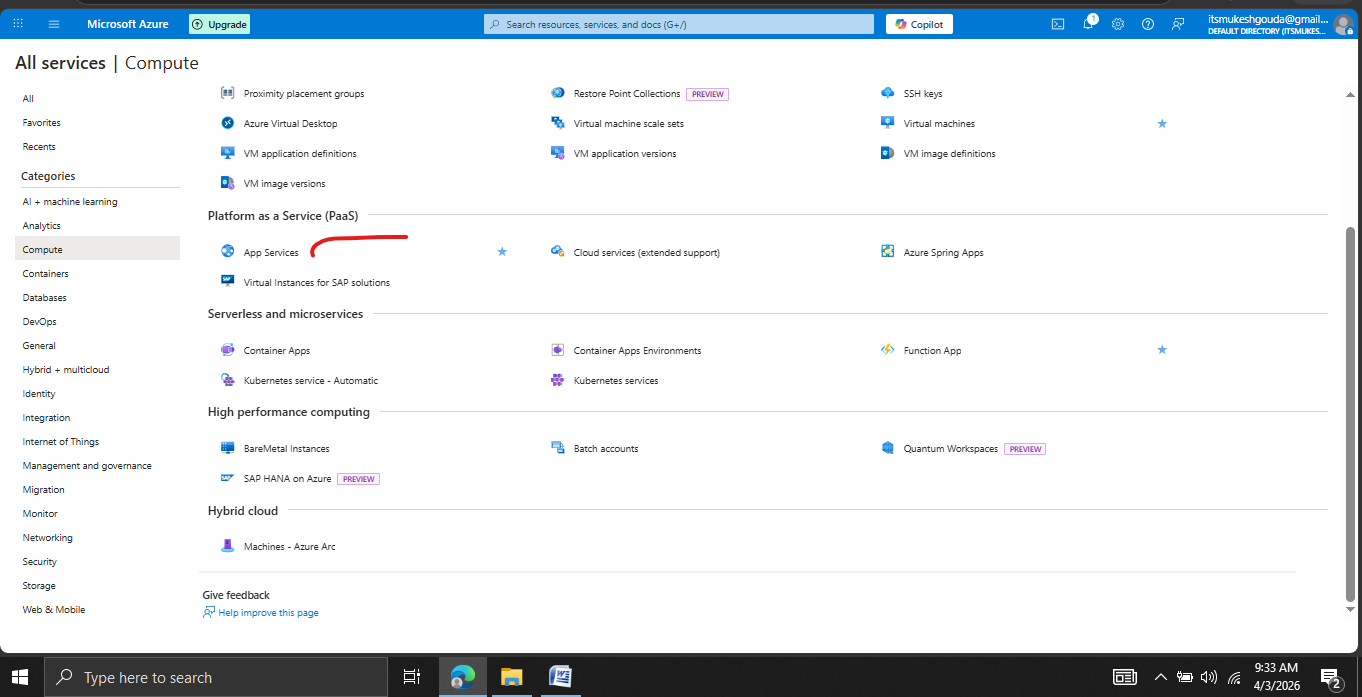 Microsoft Azure
Upgrade
Search resources, services, and docs (G+/)
Copilot
1
itsmukeshgouda@gmail...
DEFAULT DIRECTORY (ITSMUKES...
All services | Compute
All
Favorites
Recents
Categories
AI + machine learning
Analytics
Compute
Containers
Databases
DevOps
General
Hybrid + multicloud
Identity
Integration
Internet of Things
Management and governance
Migration
Monitor
Networking
Security
Storage
Web & Mobile
Proximity placement groups
Restore Point Collections PREVIEW
SSH keys
Azure Virtual Desktop
Virtual machine scale sets
Virtual machines
VM application definitions
VM application versions
VM image definitions
VM image versions
Platform as a Service (PaaS)
App Services
Cloud services (extended support)
Azure Spring Apps
Virtual Instances for SAP solutions
Serverless and microservices
Container Apps
Container Apps Environments
Function App
Kubernetes service - Automatic
Kubernetes services
High performance computing
BareMetal Instances
Batch accounts
Quantum Workspaces PREVIEW
SAP HANA on Azure PREVIEW
Hybrid cloud
Machines - Azure Arc
Give feedback
Help improve this page
Type here to search
9:33 AM
4/3/2026
2